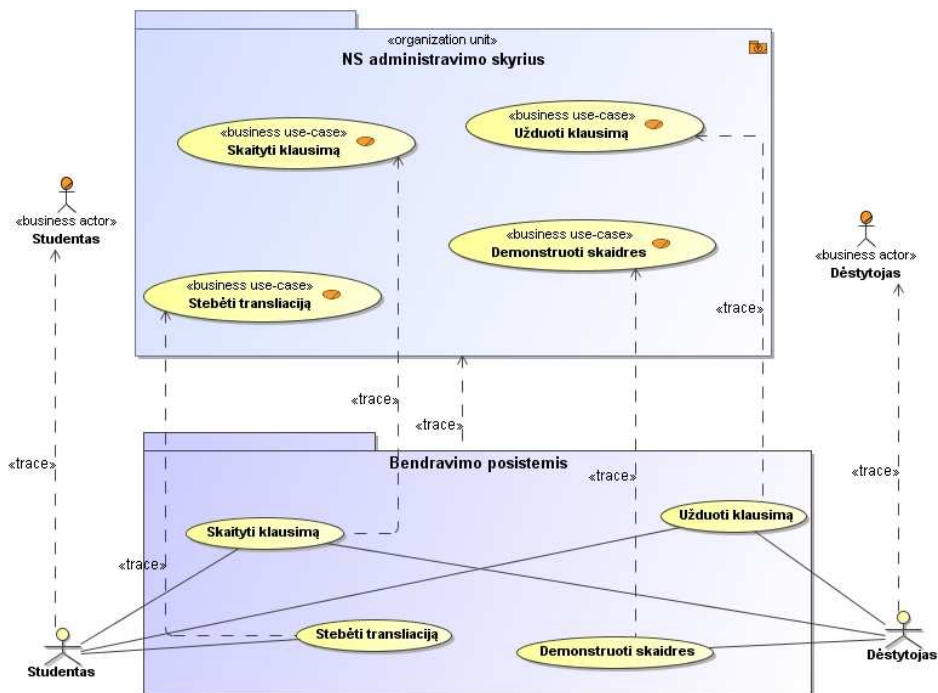 «organization unit»
NS administravimo skyrius
«business use-case»
Skaityti klausimą
«business use-case»
Užduoti klausimą
«business actor»
Studentas
«business use-case»
Demonstruoti skaidres
«business actor»
Dėstytojas
«business use-case»
Stebėti transliaciją
«trace»
«trace»
«trace»
Bendravimo posistemis
«trace»
«trace»
«trace»
Užduoti klausimą
Skaityti klausimą
«trace»
Stebėti transliaciją
Demonstruoti skaidres
Studentas
Dėstytojas